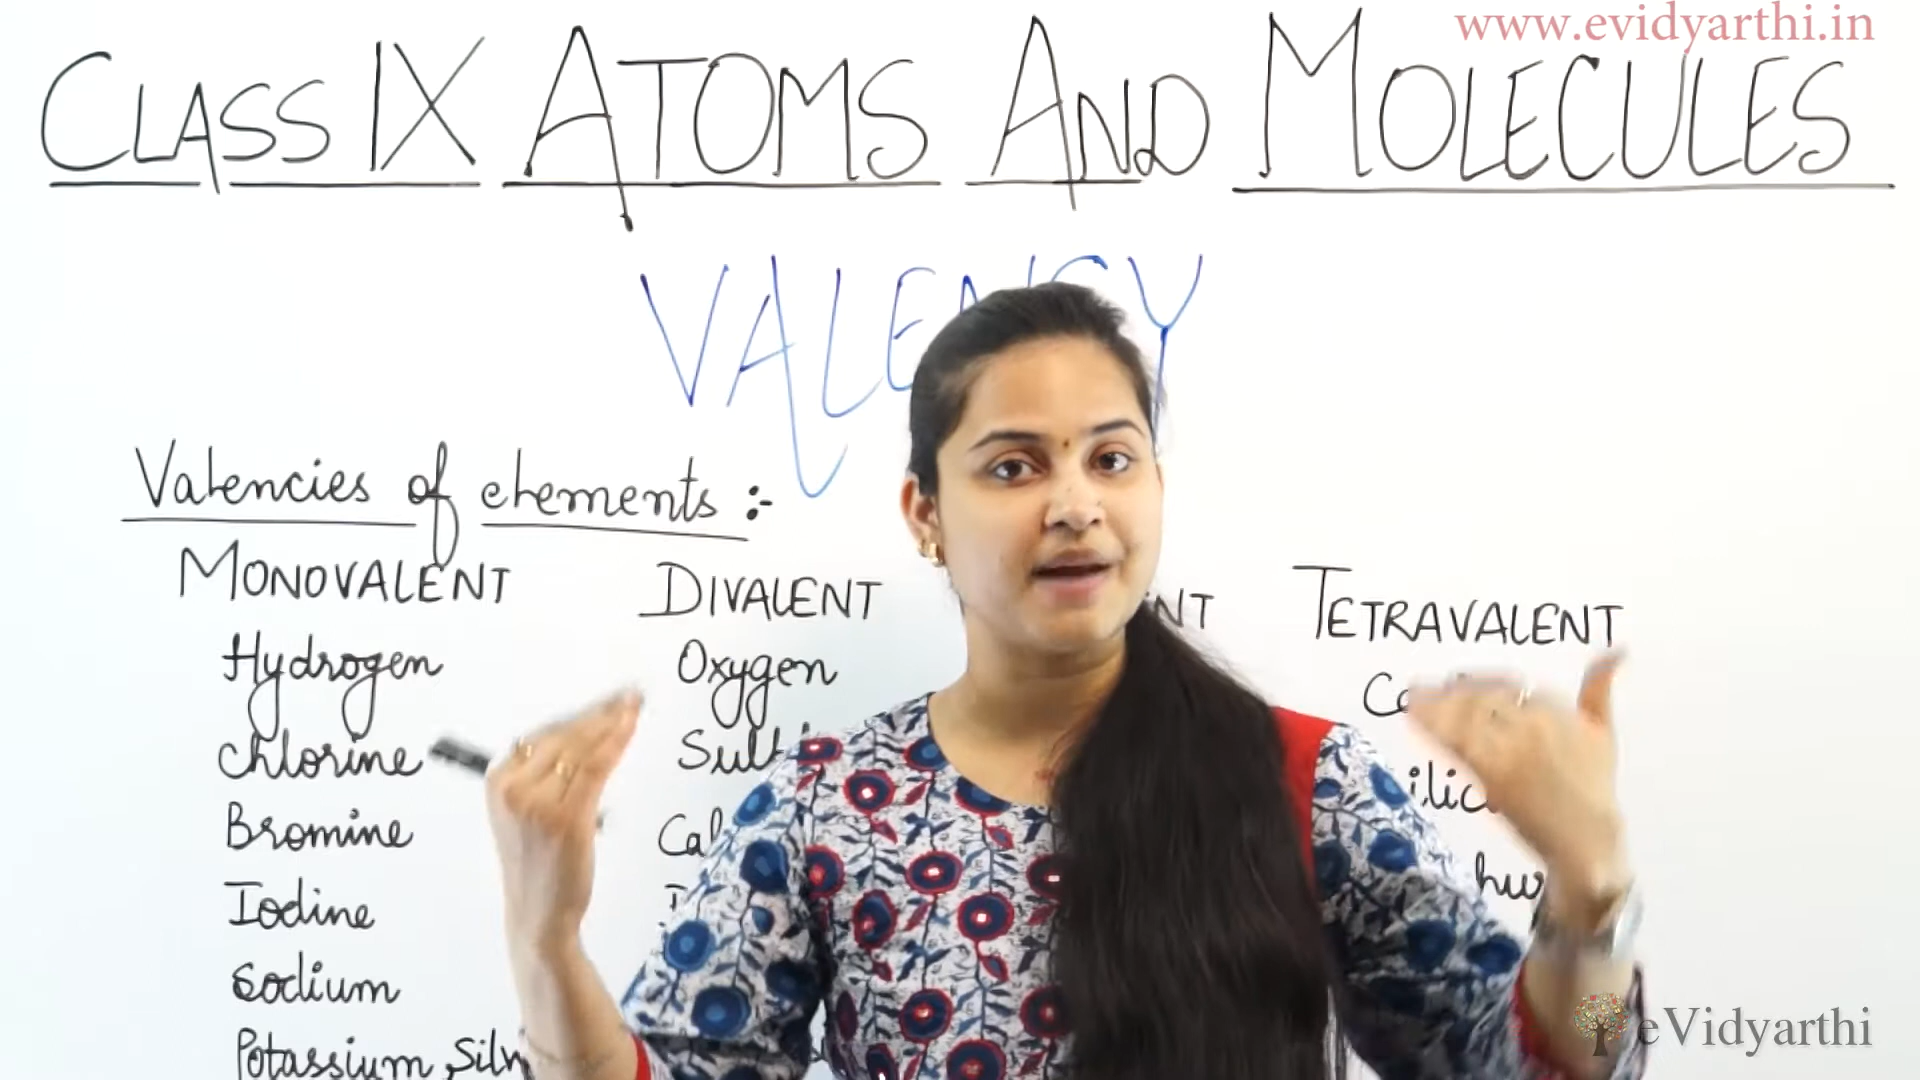 www.evidyarthi.in
CLASS IX ATOMS AND MOLECULES
VALENCY
Valencies of elements :-
MONOVALENT DIVALENT TETRAVALENT
Hydrogen Oxygen
Chlorine
Bromine
Iodine
Sodium
Potassium,
eVidyarthi